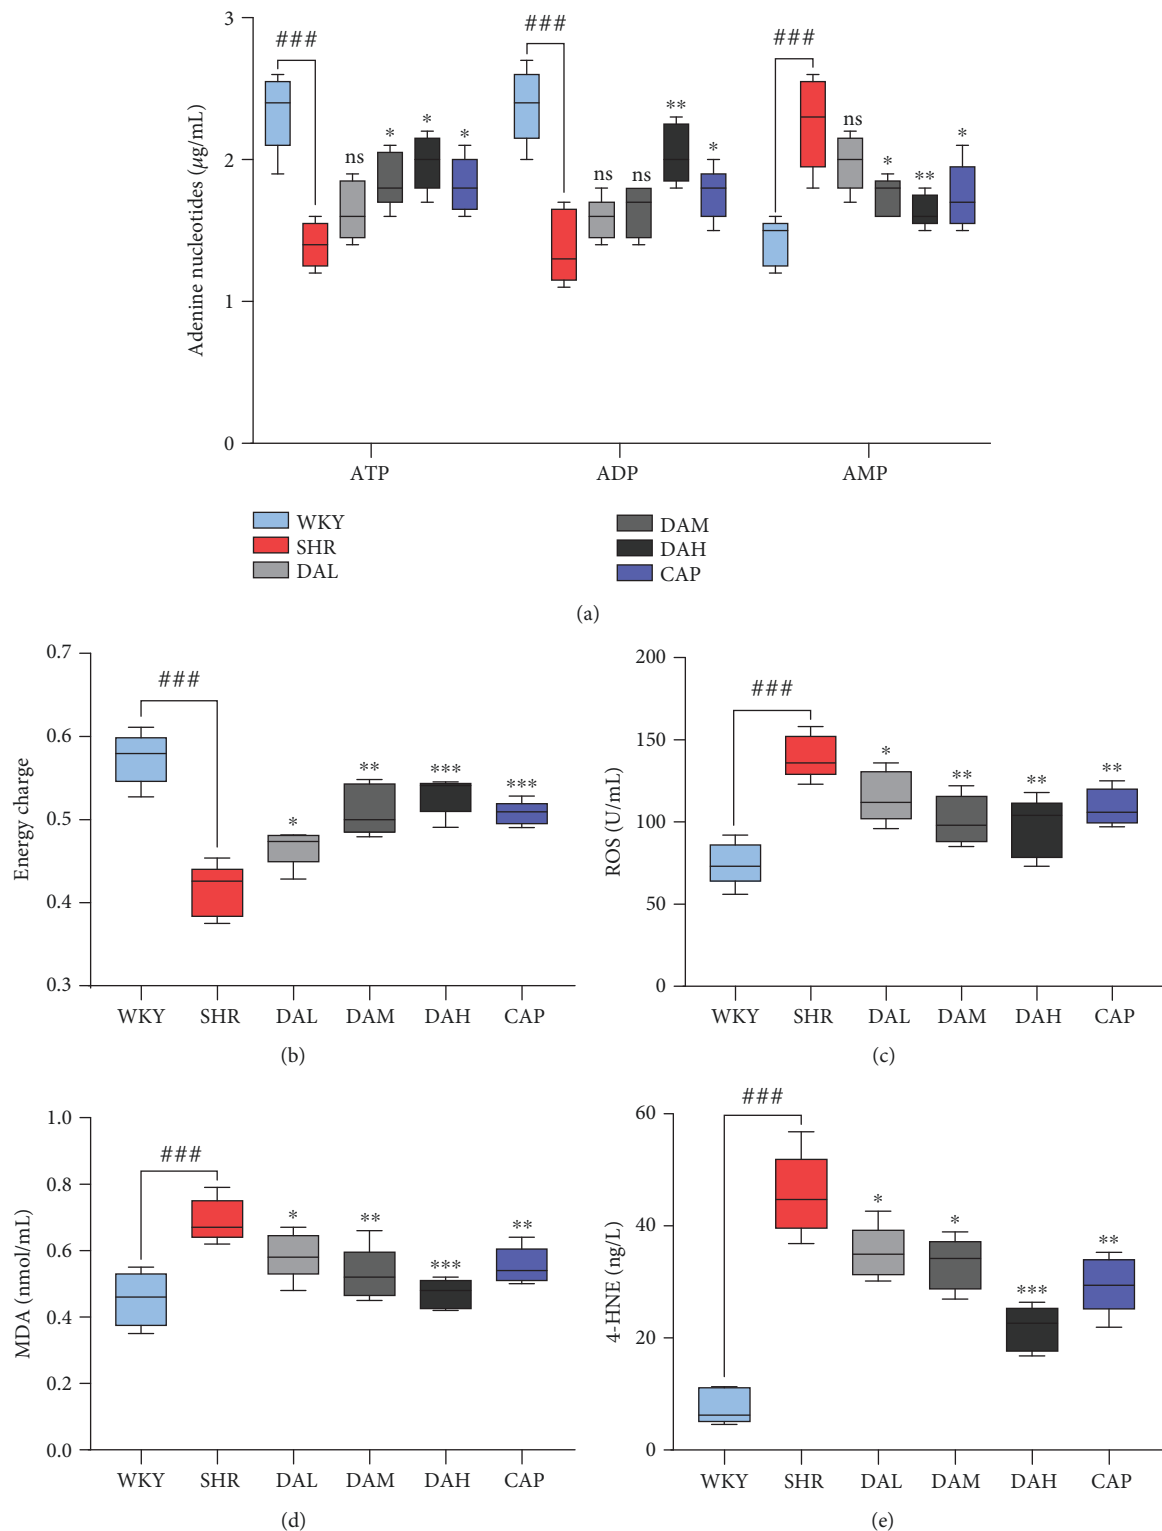 (a)
3
2
1
0
Adenine nucleotides (μg/mL)
###
ns
*
*
*
###
ns
ns
**
*
###
ns
*
**
*
ATP
ADP
AMP
WKY
SHR
DAL
DAM
DAH
CAP
(a)
0.7
0.6
0.5
0.4
0.3
Energy charge
###
*
**
***
***
WKY
SHR
DAL
DAM
DAH
CAP
(b)
200
150
100
50
0
ROS (U/mL)
###
*
**
**
**
WKY
SHR
DAL
DAM
DAH
CAP
(c)
1.0
0.8
0.6
0.4
0.2
0.0
MDA (nmol/mL)
###
*
**
***
**
WKY
SHR
DAL
DAM
DAH
CAP
(d)
60
40
20
0
4-HNE (ng/L)
###
*
*
***
**
WKY
SHR
DAL
DAM
DAH
CAP
(e)